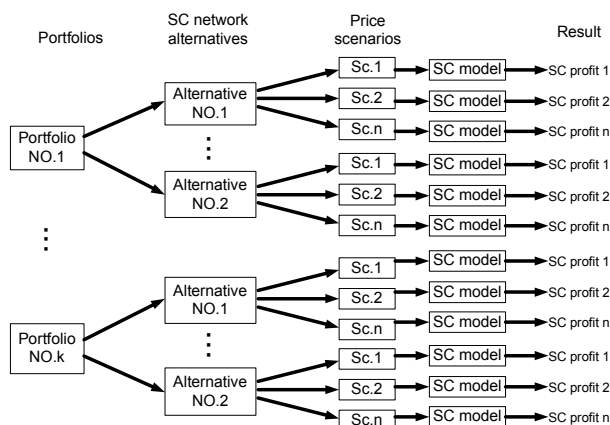 Portfolios
SC network
alternatives
Price
scenarios
Result
Portfolio
NO.1
Alternative
NO.1
Sc.1
SC model
SC profit 1
Sc.2
SC model
SC profit 2
Sc.n
SC model
SC profit n
Alternative
NO.2
Sc.1
SC model
SC profit 1
Sc.2
SC model
SC profit 2
Sc.n
SC model
SC profit n
Portfolio
NO.k
Alternative
NO.1
Sc.1
SC model
SC profit 1
Sc.2
SC model
SC profit 2
Sc.n
SC model
SC profit n
Alternative
NO.2
Sc.1
SC model
SC profit 1
Sc.2
SC model
SC profit 2
Sc.n
SC model
SC profit n